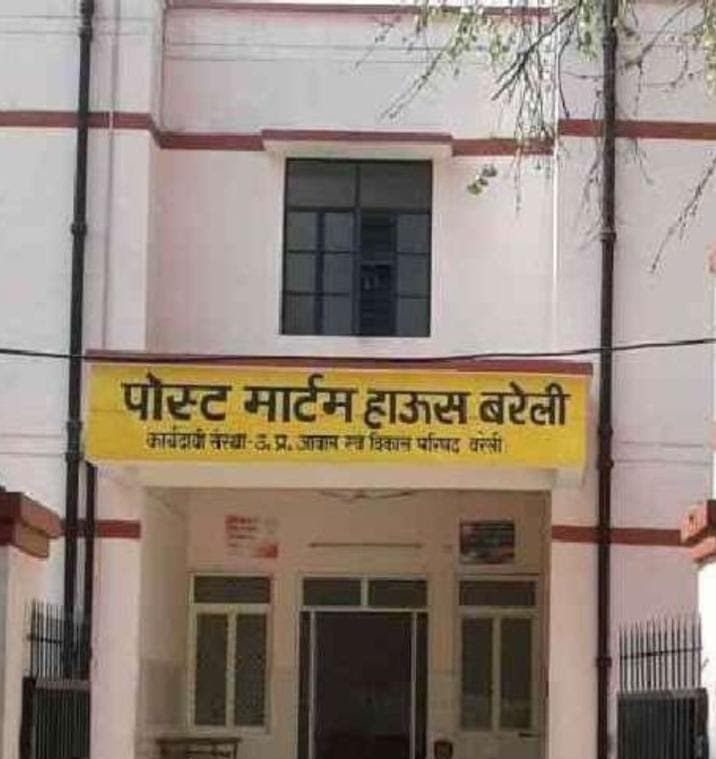 पोस्ट मार्टम हाऊस बरेली
कार्यदायी संस्था-उ.प्र. आवास एवं विकास परिषद बरेली